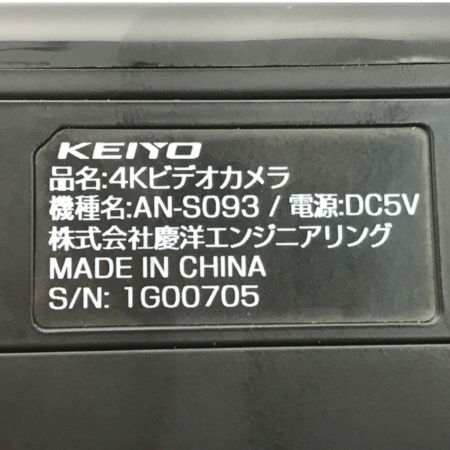 KEIYO
品名:4Kビデオカメラ
機種名:AN-S093 / 電源:DC5V
株式会社慶洋エンジニアリング
MADE IN CHINA
S/N: 1G00705